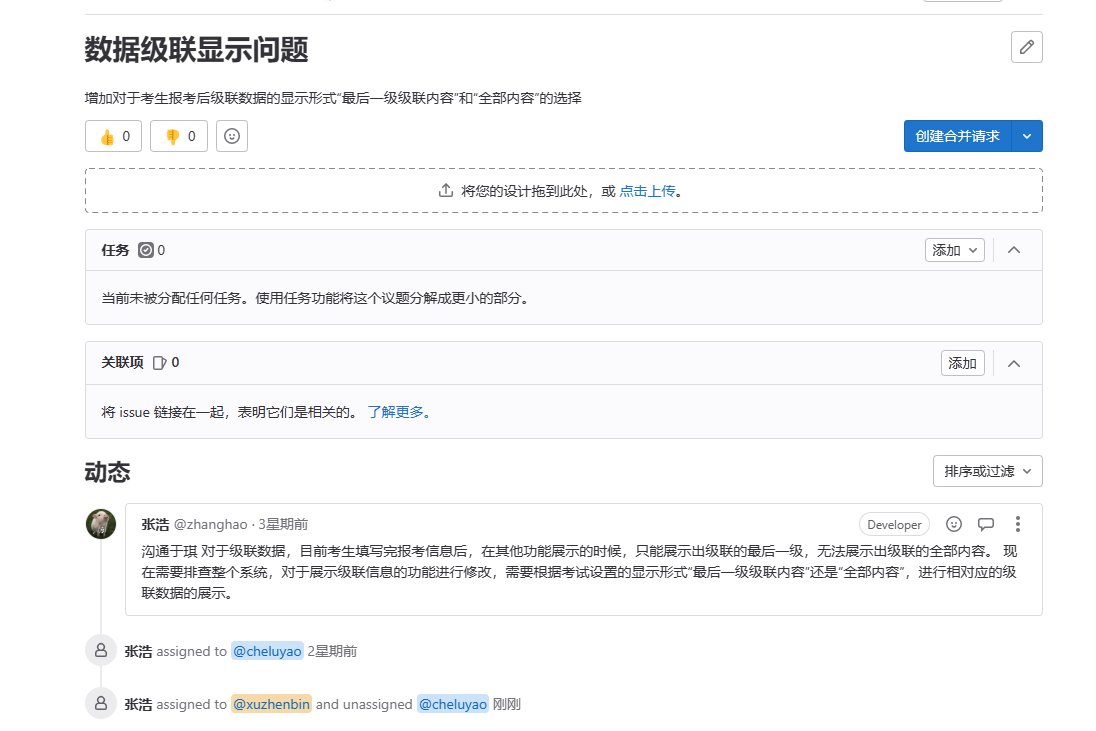 数据级联显示问题
增加对于考生报考后级联数据的显示形式“最后一级级联内容”和“全部内容”的选择
0 0 创建合并请求
将您的设计拖到此处，或 点击上传。
任务 0 添加
当前未被分配任何任务。使用任务功能将这个议题分解成更小的部分。
关联项 0 添加
将 issue 链接在一起，表明它们是相关的。 了解更多。
动态 排序或过滤
张浩 @zhanghao · 3星期前 Developer
沟通于琪 对于级联数据，目前考生填写完报考信息后，在其他功能展示的时候，只能展示出级联的最后一级，无法展示出级联的全部内容。 现
在需要排查整个系统，对于展示级联信息的功能进行修改，需要根据考试设置的显示形式“最后一级级联内容”还是“全部内容”，进行相对应的级
联数据的展示。
张浩 assigned to @cheluyao 2星期前
张浩 assigned to @xuzhenbin and unassigned @cheluyao 刚刚